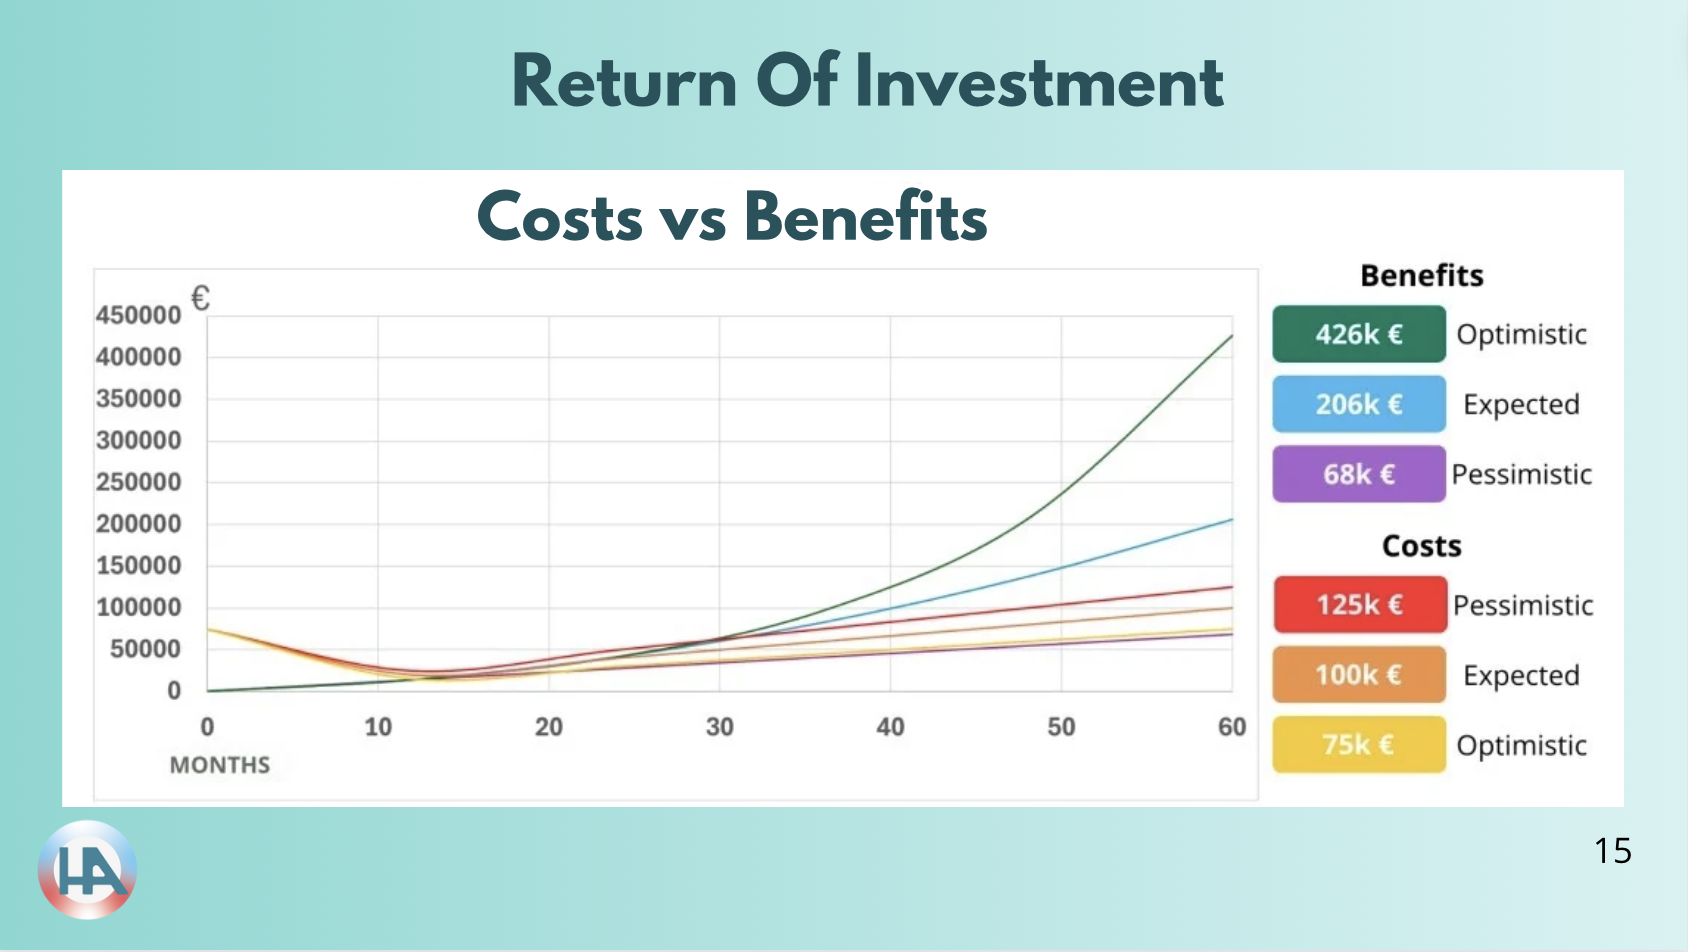 Return Of Investment
Costs vs Benefits
€
450000
400000
350000
300000
250000
200000
150000
100000
50000
0
0 10 20 30 40 50 60
MONTHS
Benefits
426k € Optimistic
206k € Expected
68k € Pessimistic
Costs
125k € Pessimistic
100k € Expected
75k € Optimistic
HA
15